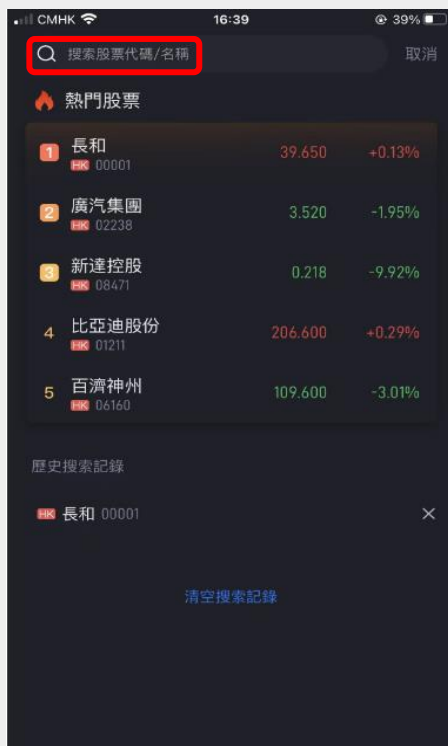 CMHK 16:39 39%
搜索股票代碼/名稱 取消
熱門股票
1 長和 39.650 +0.13%
HK 00001
2 廣汽集團 3.520 -1.95%
HK 02238
3 新達控股 0.218 -9.92%
HK 08471
4 比亞迪股份 206.600 +0.29%
HK 01211
5 百濟神州 109.600 -3.01%
HK 06160
歷史搜索記錄
HK 長和 00001
清空搜索記錄